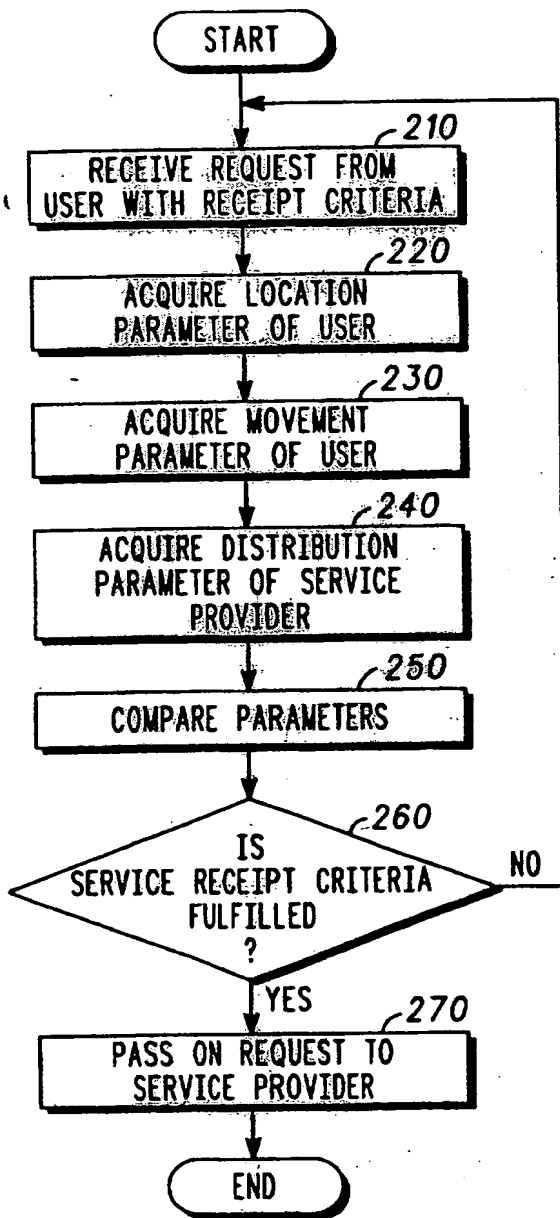 START
210
RECEIVE REQUEST FROM
USER WITH RECEIPT CRITERIA
220
ACQUIRE LOCATION
PARAMETER OF USER
230
ACQUIRE MOVEMENT
PARAMETER OF USER
240
ACQUIRE DISTRIBUTION
PARAMETER OF SERVICE
PROVIDER
250
COMPARE PARAMETERS
260
IS
SERVICE RECEIPT CRITERIA
FULFILLED
?
NO
YES
270
PASS ON REQUEST TO
SERVICE PROVIDER
END